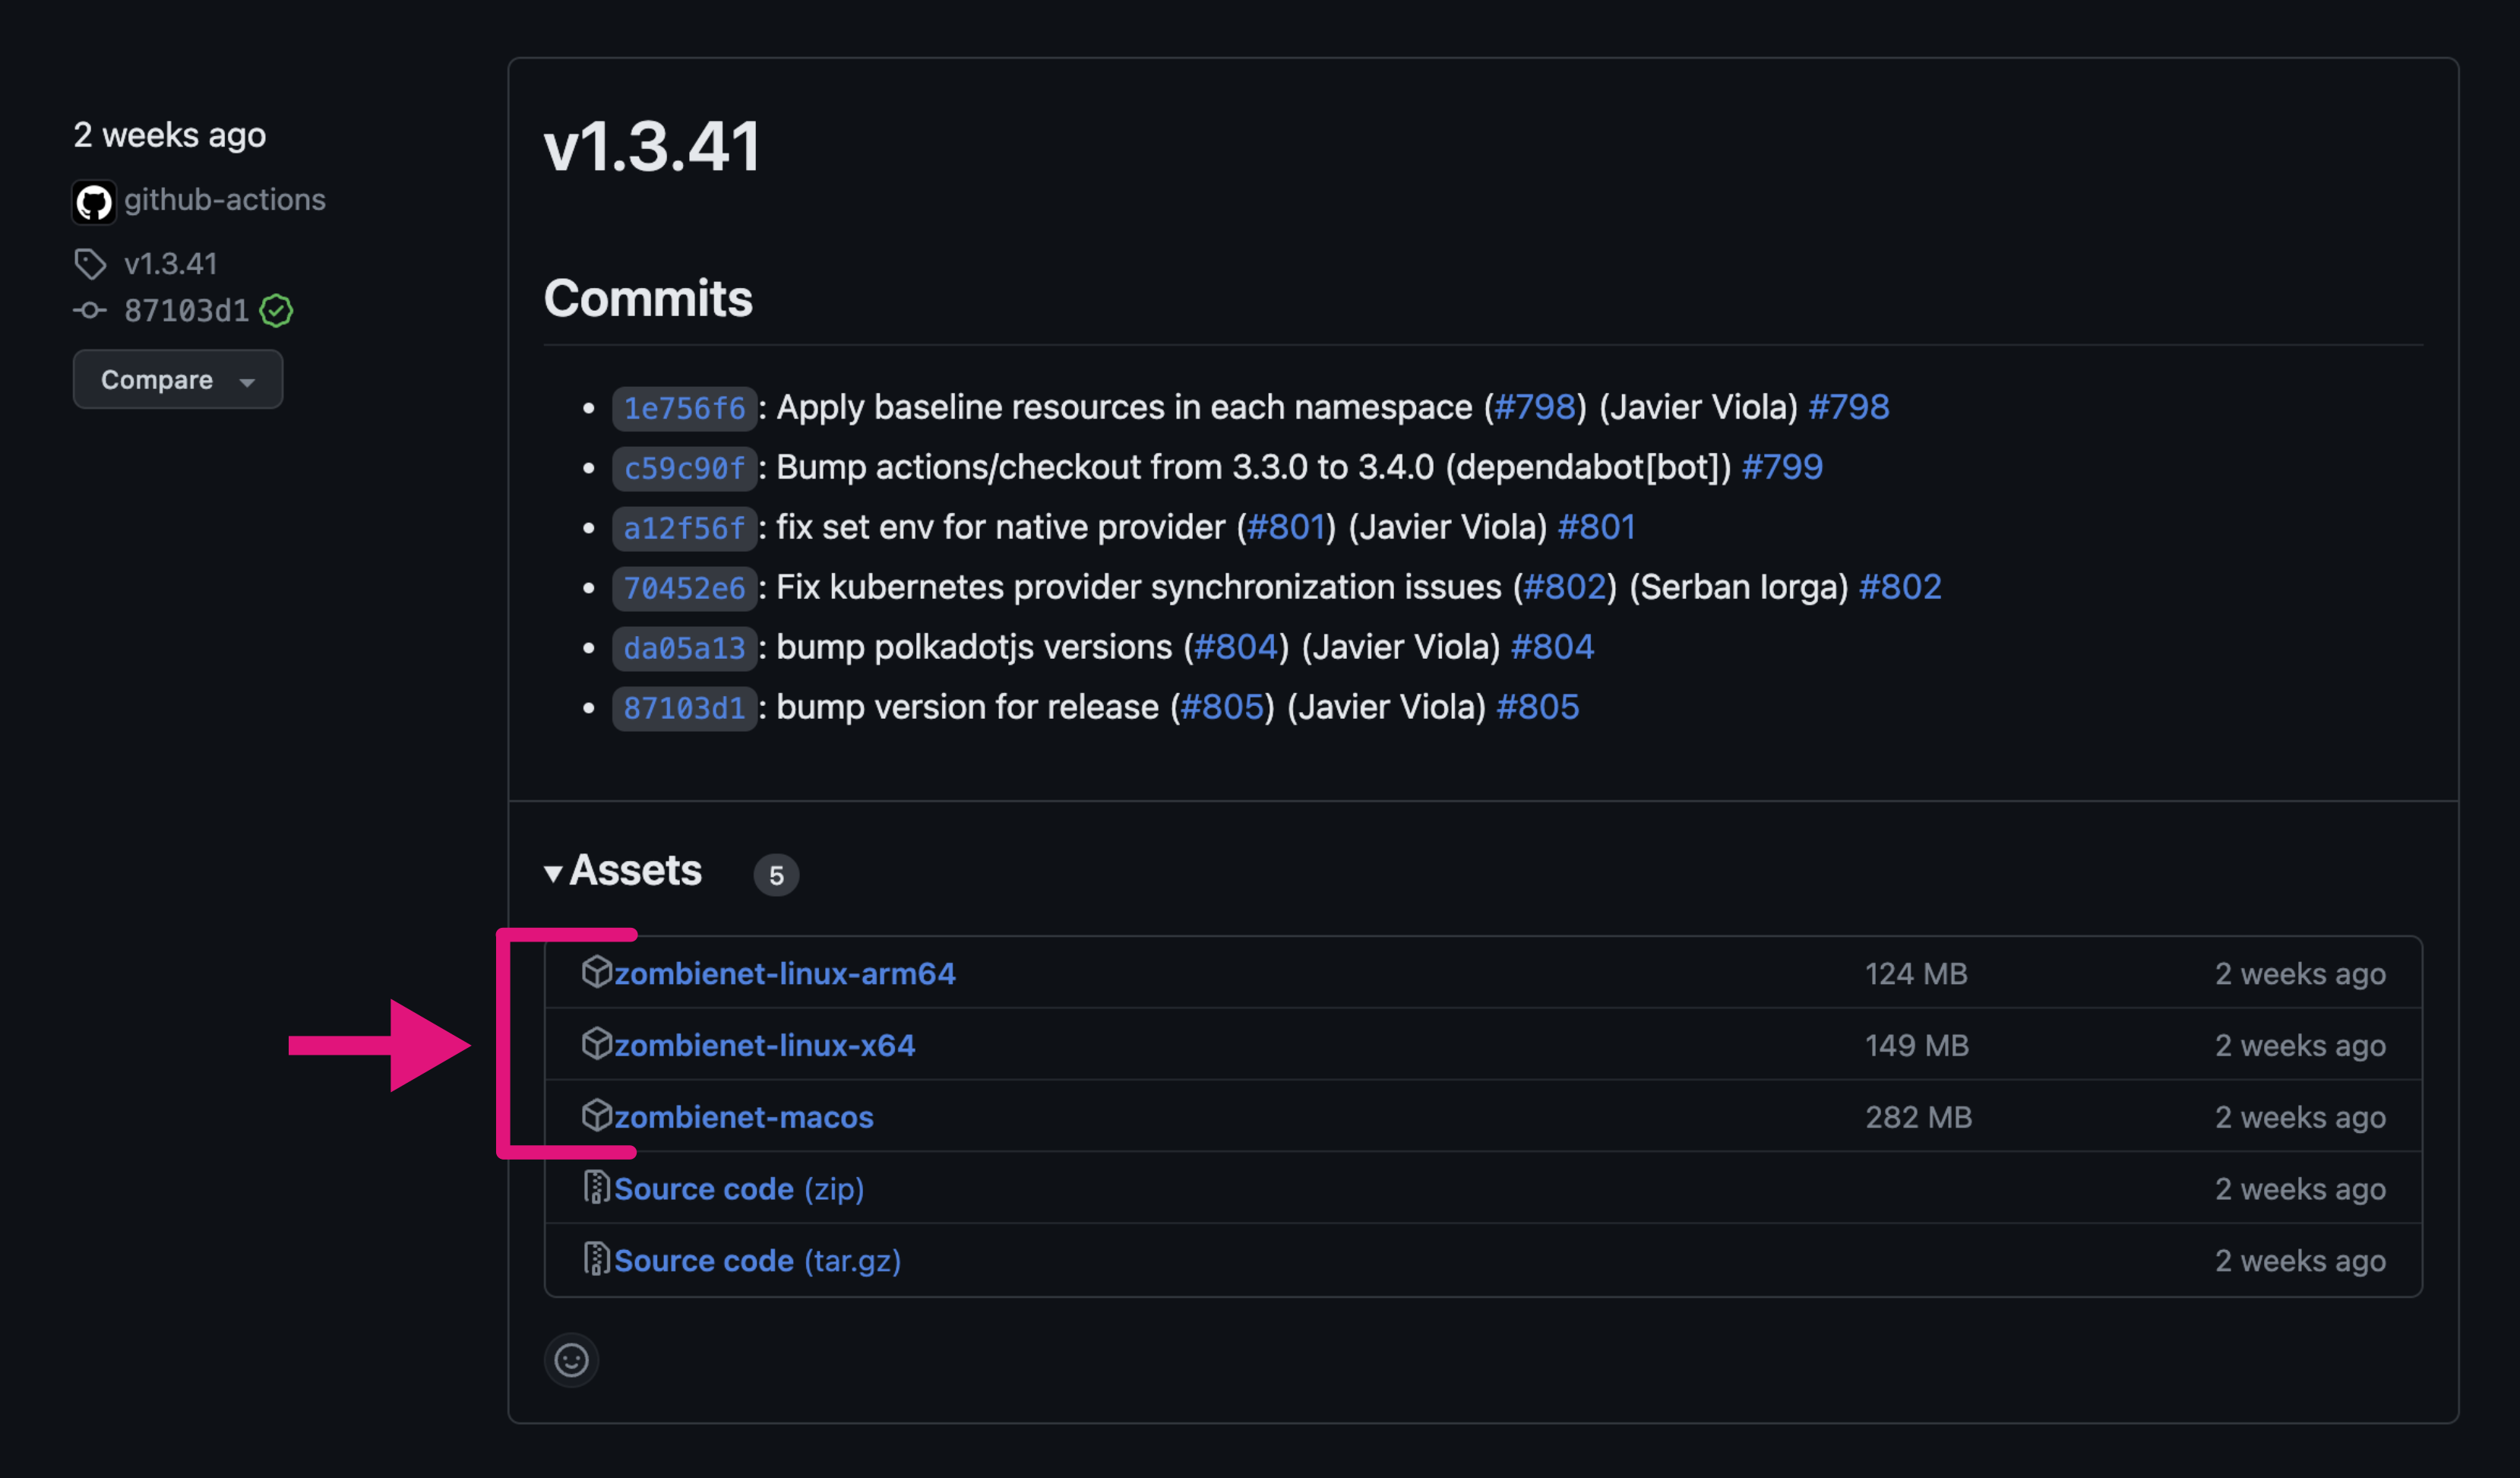 2 weeks ago
github-actions
v1.3.41
87103d1
Compare
v1.3.41
Commits
1e756f6: Apply baseline resources in each namespace (#798) (Javier Viola) #798
c59c90f: Bump actions/checkout from 3.3.0 to 3.4.0 (dependabot[bot]) #799
a12f56f: fix set env for native provider (#801) (Javier Viola) #801
70452e6: Fix kubernetes provider synchronization issues (#802) (Serban Iorga) #802
da05a13: bump polkadotjs versions (#804) (Javier Viola) #804
87103d1: bump version for release (#805) (Javier Viola) #805
Assets 5
zombienet-linux-arm64 124 MB 2 weeks ago
zombienet-linux-x64 149 MB 2 weeks ago
zombienet-macos 282 MB 2 weeks ago
Source code (zip) 2 weeks ago
Source code (tar.gz) 2 weeks ago